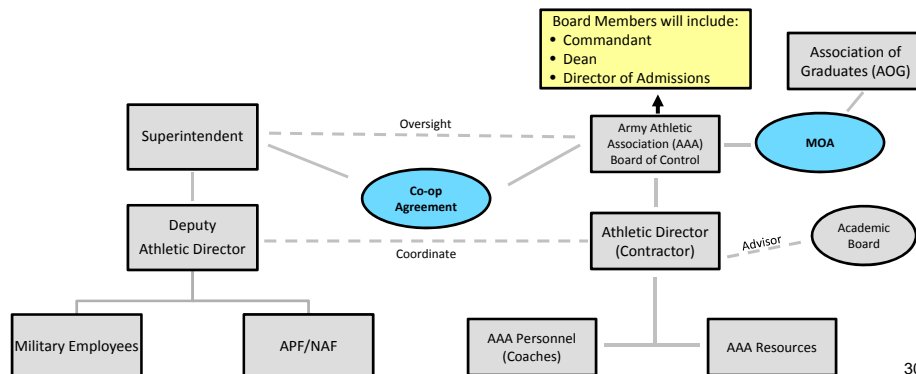 Board Members will include:
• Commandant
• Dean
• Director of Admissions
Association of
Graduates (AOG)
Superintendent
Oversight
Army Athletic
Association (AAA)
Board of Control
MOA
Co-op
Agreement
Deputy
Athletic Director
Coordinate
Athletic Director
(Contractor)
Advisor
Academic
Board
Military Employees
APF/NAF
AAA Personnel
(Coaches)
AAA Resources